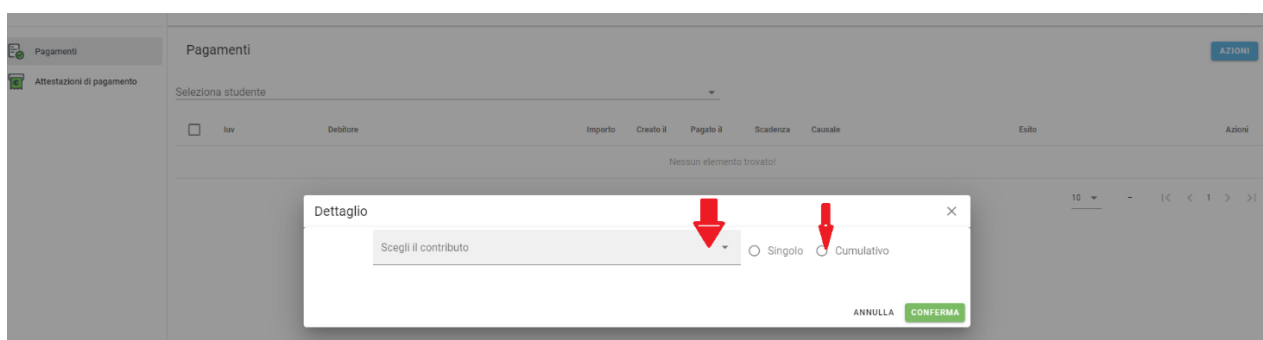 Pagamenti
Attestazioni di pagamento
Pagamenti
AZIONI
Seleziona studente
Iuv Debitore Importo Creato il Pagato il Scadenza Causale Esito Azioni
Nessun elemento trovato!
10 - |< < 1 > >|
Dettaglio
Scegli il contributo
Singolo Cumulativo
ANNULLA CONFERMA